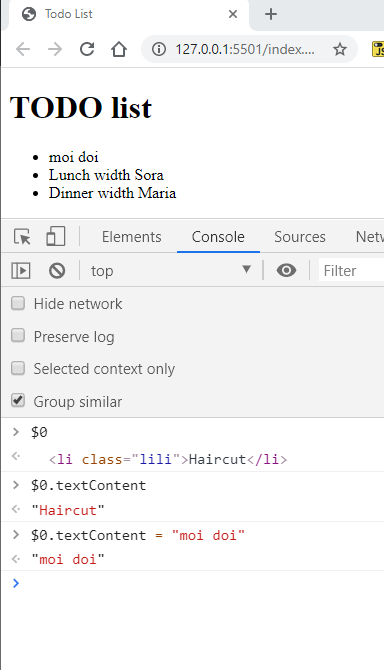 Todo List
127.0.0.1:5501/index....
TODO list
moi doi
Lunch width Sora
Dinner width Maria
Elements Console Sources Netw
top Filter
Hide network
Preserve log
Selected context only
Group similar
$0
<li class="lili">Haircut</li>
$0.textContent
"Haircut"
$0.textContent = "moi doi"
"moi doi"